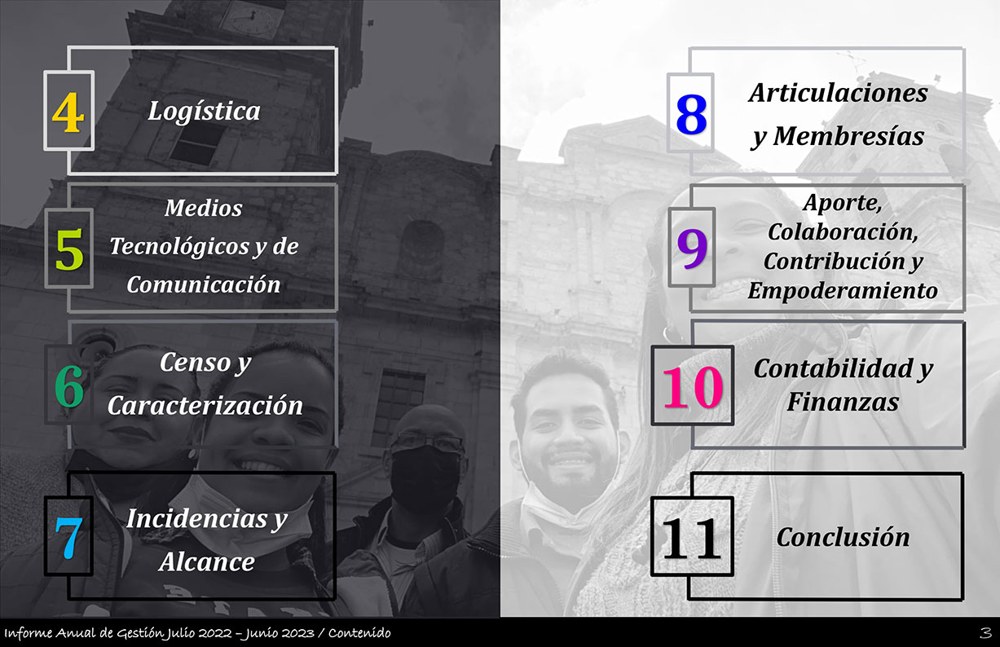 4
Logística
5
Medios
Tecnológicos y de
Comunicación
6
Censo y
Caracterización
7
Incidencias y
Alcance
8
Articulaciones
y Membresías
9
Aporte,
Colaboración,
Contribución y
Empoderamiento
10
Contabilidad y
Finanzas
11
Conclusión
Informe Anual de Gestión Julio 2022 – Junio 2023 / Contenido
3